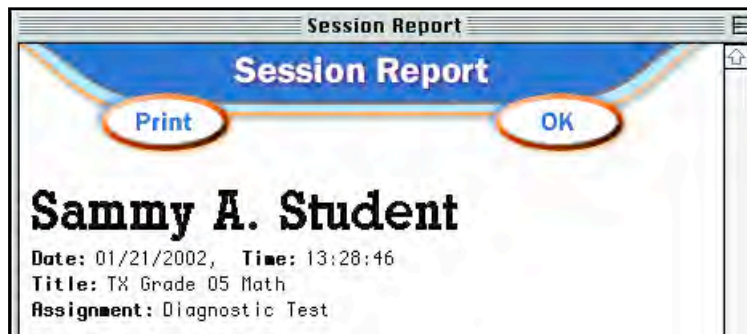 Session Report
Session Report
Print OK
Sammy A. Student
Date: 01/21/2002, Time: 13:28:46
Title: TX Grade 05 Math
Assignment: Diagnostic Test